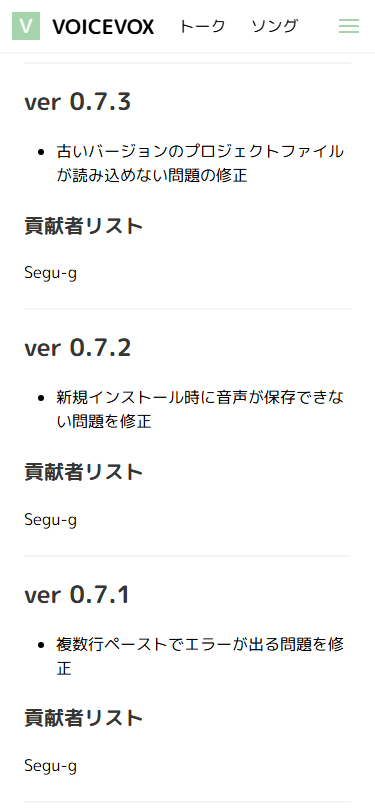 V VOICEVOX トーク ソング
ver 0.7.3
古いバージョンのプロジェクトファイル
が読み込めない問題の修正
貢献者リスト
Segu-g
ver 0.7.2
新規インストール時に音声が保存できな
い問題を修正
貢献者リスト
Segu-g
ver 0.7.1
複数行ペーストでエラーが出る問題を修
正
貢献者リスト
Segu-g